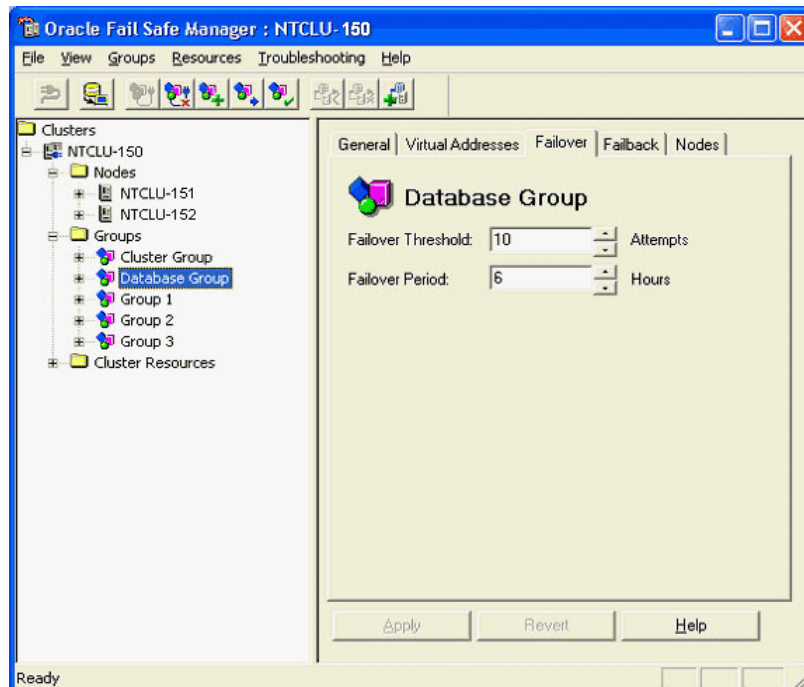 Oracle Fail Safe Manager : NTCLU-150
File View Groups Resources Troubleshooting Help
Clusters
NTCLU-150
Nodes
NTCLU-151
NTCLU-152
Groups
Cluster Group
Database Group
Group 1
Group 2
Group 3
Cluster Resources
General Virtual Addresses Failover Failback Nodes
Database Group
Failover Threshold: 10 Attempts
Failover Period: 6 Hours
Apply Revert Help
Ready